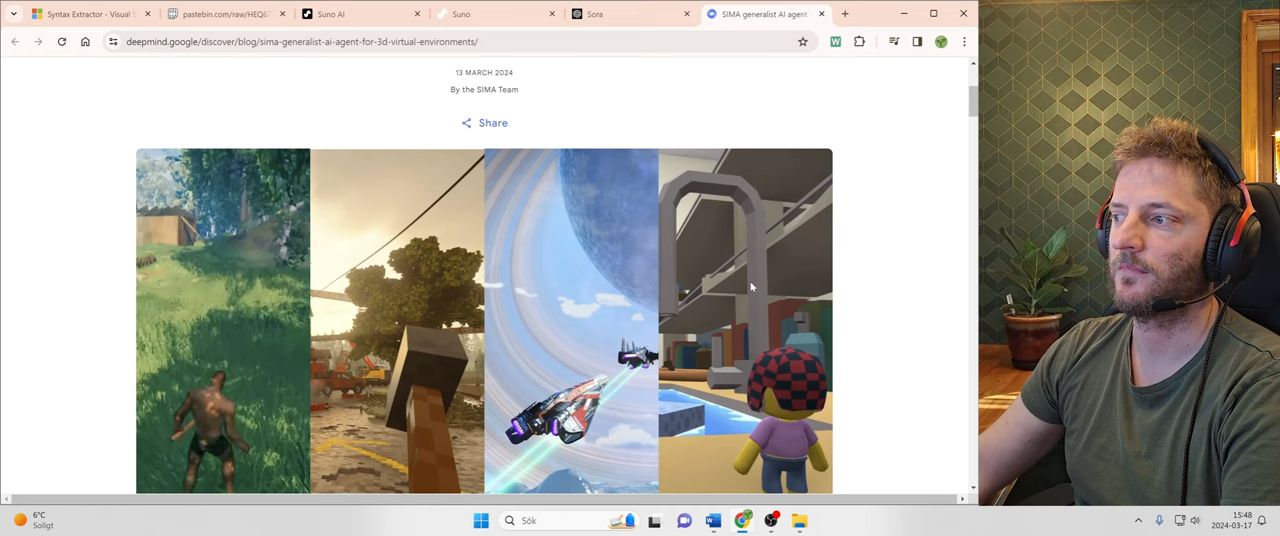 Syntax Extractor - Visual S
pastebin.com/raw/HEQ67
Suno AI
Suno
Sora
SIMA generalist AI agent
deepmind.google/discover/blog/sima-generalist-ai-agent-for-3d-virtual-environments/
13 MARCH 2024
By the SIMA Team
Share
6°C
Soligt
Sök
15:48
2024-03-17